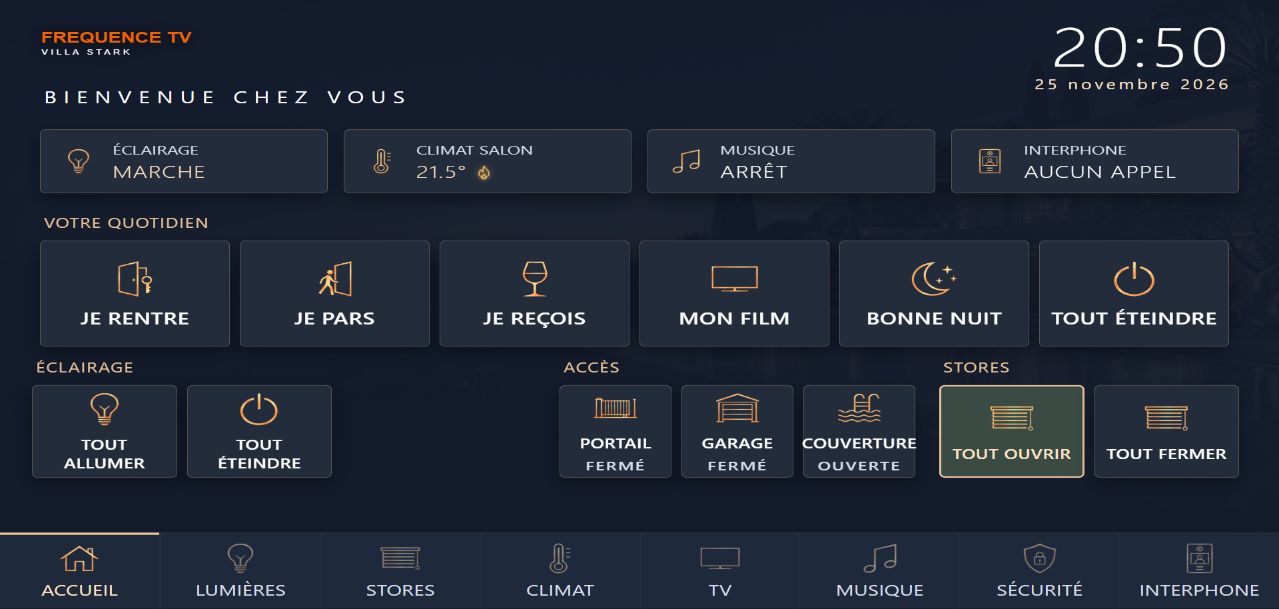 FREQUENCE TV
VILLA STARK
20:50
25 novembre 2026
BIENVENUE CHEZ VOUS
ÉCLAIRAGE
MARCHE
CLIMAT SALON
21.5°
MUSIQUE
ARRÊT
INTERPHONE
AUCUN APPEL
VOTRE QUOTIDIEN
JE RENTRE
JE PARS
JE REÇOIS
MON FILM
BONNE NUIT
TOUT ÉTEINDRE
ÉCLAIRAGE
TOUT
ALLUMER
TOUT
ÉTEINDRE
ACCÈS
PORTAIL
FERMÉ
GARAGE
FERMÉ
COUVERTURE
OUVERTE
STORES
TOUT OUVRIR
TOUT FERMER
ACCUEIL
LUMIÈRES
STORES
CLIMAT
TV
MUSIQUE
SÉCURITÉ
INTERPHONE